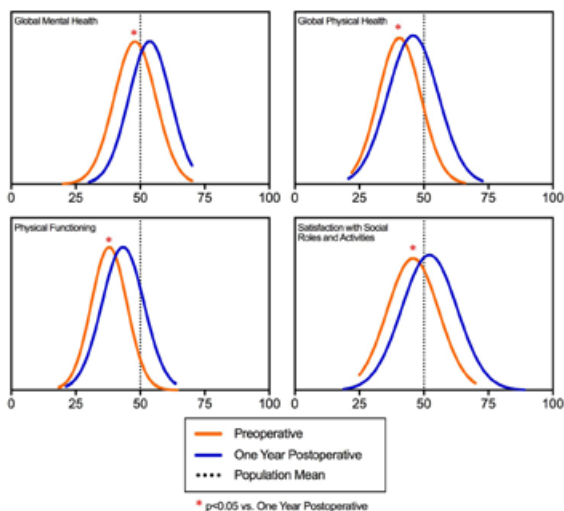 Global Mental Health
*
0 25 50 75 100
Global Physical Health
*
0 25 50 75 100
Physical Functioning
*
0 25 50 75 100
Satisfaction with Social
Roles and Activities
*
0 25 50 75 100
Preoperative
One Year Postoperative
Population Mean
* p<0.05 vs. One Year Postoperative